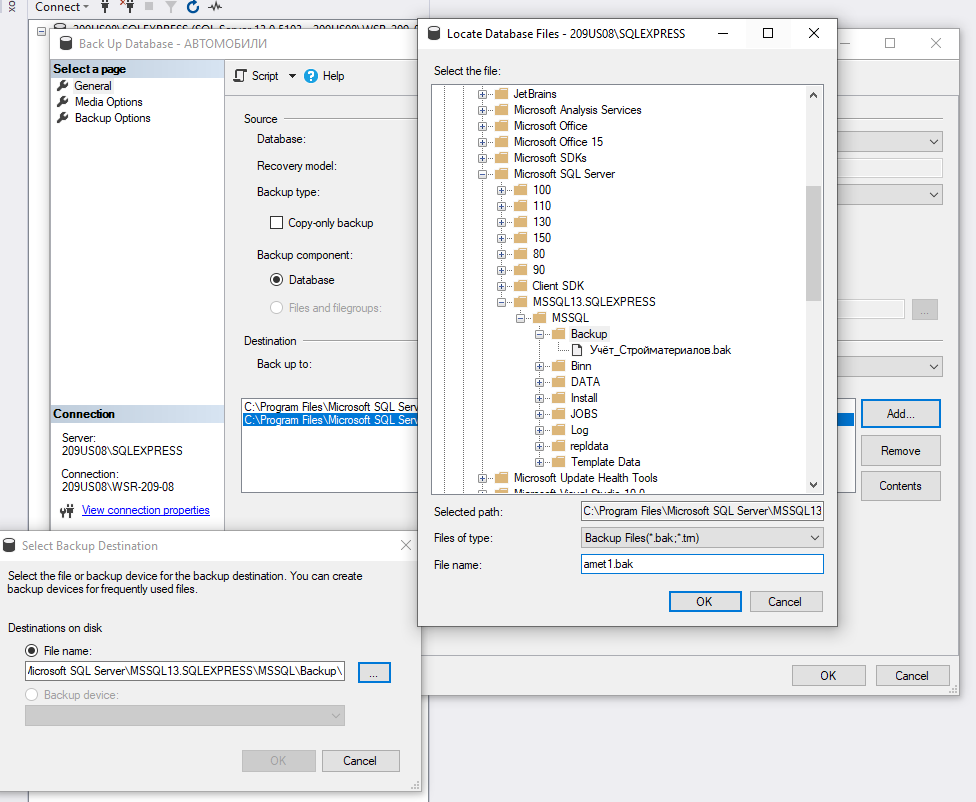 Connect
209US08\SQLEXPRESS (SQL Server 13.0.5103 - 209US08\WSR-209-0
Back Up Database - АВТОМОБИЛИ
Select a page
General
Media Options
Backup Options
Script
Help
Source
Database:
Recovery model:
Backup type:
Copy-only backup
Backup component:
Database
Files and filegroups:
Destination
Back up to:
C:\Program Files\Microsoft SQL Serv
C:\Program Files\Microsoft SQL Serv
Add...
Remove
Contents
...
Connection
Server:
209US08\SQLEXPRESS
Connection:
209US08\WSR-209-08
View connection properties
OK
Cancel
Locate Database Files - 209US08\SQLEXPRESS
Select the file:
JetBrains
Microsoft Analysis Services
Microsoft Office
Microsoft Office 15
Microsoft SDKs
Microsoft SQL Server
100
110
130
150
80
90
Client SDK
MSSQL13.SQLEXPRESS
MSSQL
Backup
Учёт_Стройматериалов.bak
Binn
DATA
Install
JOBS
Log
repldata
Template Data
Microsoft Update Health Tools
Microsoft Visual Studio 10.0
Selected path:
C:\Program Files\Microsoft SQL Server\MSSQL13
Files of type:
Backup Files(*.bak;*.trn)
File name:
amet1.bak
OK
Cancel
Select Backup Destination
Select the file or backup device for the backup destination. You can create
backup devices for frequently used files.
Destinations on disk
File name:
Microsoft SQL Server\MSSQL13.SQLEXPRESS\MSSQL\Backup\
...
Backup device:
OK
Cancel